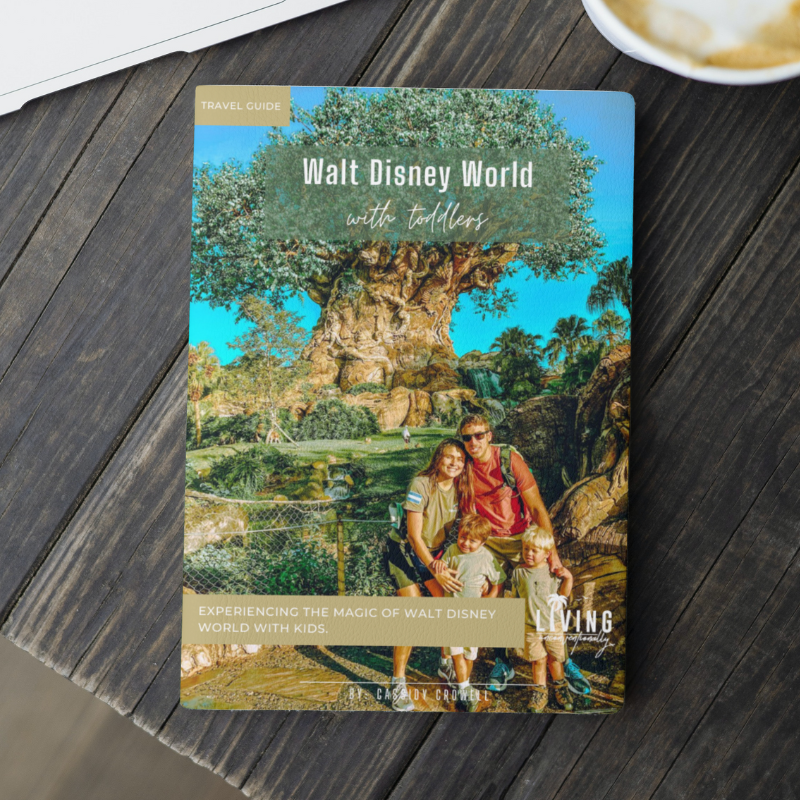 TRAVEL GUIDE
Walt Disney World
with toddlers
EXPERIENCING THE MAGIC OF WALT DISNEY
WORLD WITH KIDS.
LIVING
unconventionally
BY: CASSIDY CROWELL